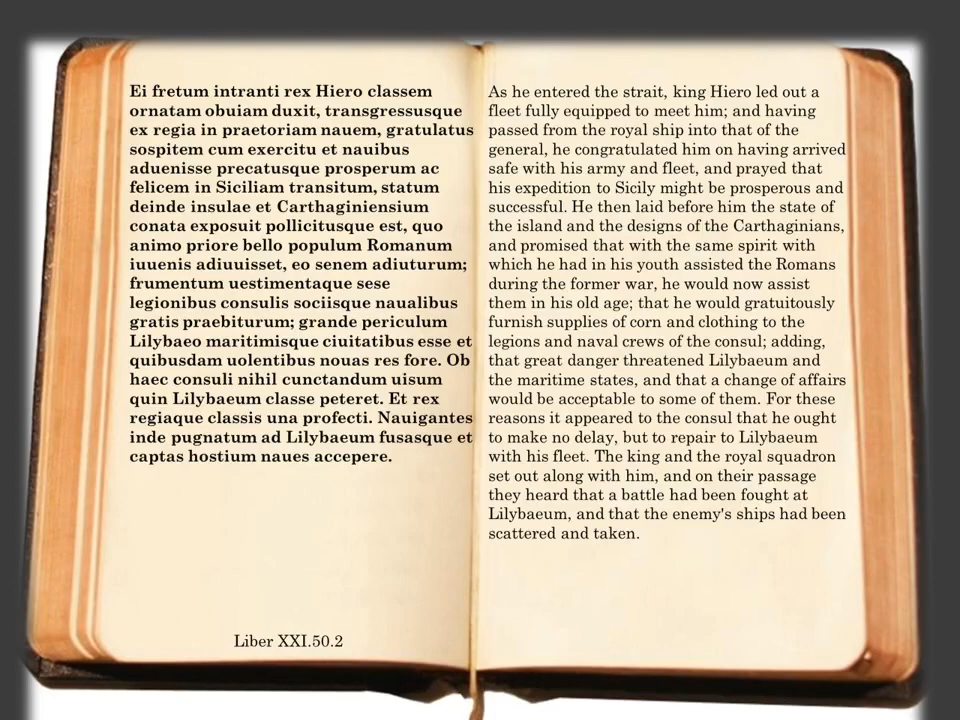 Ei fretum intranti rex Hiero classem
ornatam obuiam duxit, transgressusque
ex regia in praetoriam nauem, gratulatus
sospitem cum exercitu et nauibus
aduenisse precatusque prosperum ac
felicem in Siciliam transitum, statum
deinde insulae et Carthaginiensium
conata exposuit pollicitusque est, quo
animo priore bello populum Romanum
iuuenis adiuuisset, eo senem adiuturum;
frumentum uestimentaque sese
legionibus consulis sociisque naualibus
gratis praebiturum; grande periculum
Lilybaeo maritimisque ciuitatibus esse et
quibusdam uolentibus nouas res fore. Ob
haec consuli nihil cunctandum uisum
quin Lilybaeum classe peteret. Et rex
regiaque classis una profecti. Nauigantes
inde pugnatum ad Lilybaeum fusasque et
captas hostium naues accepere.
Liber XXI.50.2
As he entered the strait, king Hiero led out a
fleet fully equipped to meet him; and having
passed from the royal ship into that of the
general, he congratulated him on having arrived
safe with his army and fleet, and prayed that
his expedition to Sicily might be prosperous and
successful. He then laid before him the state of
the island and the designs of the Carthaginians,
and promised that with the same spirit with
which he had in his youth assisted the Romans
during the former war, he would now assist
them in his old age; that he would gratuitously
furnish supplies of corn and clothing to the
legions and naval crews of the consul; adding,
that great danger threatened Lilybaeum and
the maritime states, and that a change of affairs
would be acceptable to some of them. For these
reasons it appeared to the consul that he ought
to make no delay, but to repair to Lilybaeum
with his fleet. The king and the royal squadron
set out along with him, and on their passage
they heard that a battle had been fought at
Lilybaeum, and that the enemy's ships had been
scattered and taken.